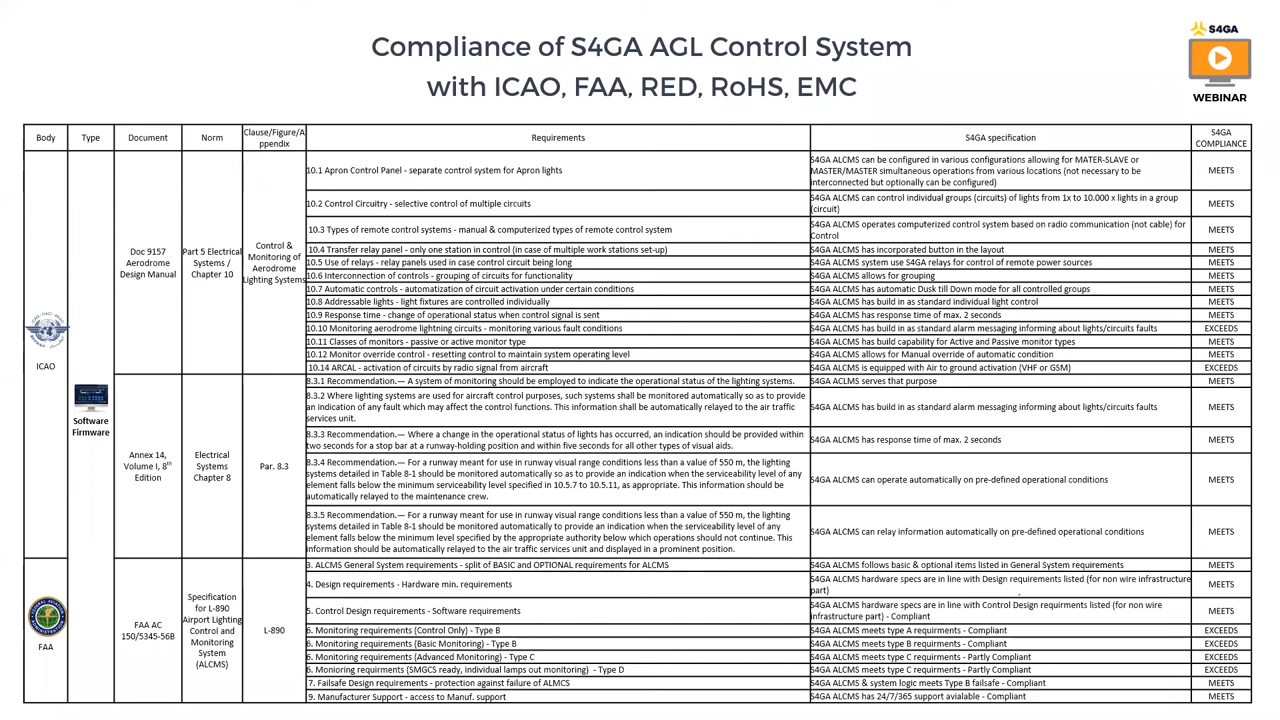 Compliance of S4GA AGL Control System
with ICAO, FAA, RED, RoHS, EMC
S4GA
WEBINAR
Body
Type
Document
Norm
Clause/Figure/A
ppendix
Requirements
S4GA specification
S4GA
COMPLIANCE
ICAO
Software
Firmware
Doc 9157
Aerodrome
Design Manual
Part 5 Electrical
Systems /
Chapter 10
Control &
Monitoring of
Aerodrome
Lighting Systems
10.1 Apron Control Panel - separate control system for Apron lights
S4GA ALCMS can be configured in various configurations allowing for MATER-SLAVE or
MASTER/MASTER simultaneous operations from various locations (not necessary to be
interconnected but optionally can be configured)
MEETS
10.2 Control Circuitry - selective control of multiple circuits
S4GA ALCMS can control individual groups (circuits) of lights from 1x to 10.000 x lights in a group
(circuit)
MEETS
10.3 Types of remote control systems - manual & computerized types of remote control system
S4GA ALCMS operates computerized control system based on radio communication (not cable) for
Control
MEETS
10.4 Transfer relay panel - only one station in control (in case of multiple work stations set-up)
S4GA ALCMS has incorporated button in the layout
MEETS
10.5 Use of relays - relay panels used in case control circuit being long
S4GA ALCMS system use S4GA relays for control of remote power sources
MEETS
10.6 Interconnection of controls - grouping of circuits for functionality
S4GA ALCMS allows for grouping
MEETS
10.7 Automatic controls - automatization of circuit activation under certain conditions
S4GA ALCMS has automatic Dusk till Down mode for all controlled groups
MEETS
10.8 Addressable lights - light fixtures are controlled individually
S4GA ALCMS has build in as standard individual light control
MEETS
10.9 Response time - change of operational status when control signal is sent
S4GA ALCMS has response time of max. 2 seconds
MEETS
10.10 Monitoring aerodrome lightning circuits - monitoring various fault conditions
S4GA ALCMS has build in as standard alarm messaging informing about lights/circuits faults
EXCEEDS
10.11 Classes of monitors - passive or active monitor type
S4GA ALCMS has build capability for Active and Passive monitor types
MEETS
10.12 Monitor override control - resetting control to maintain system operating level
S4GA ALCMS allows for Manual override of automatic condition
MEETS
10.14 ARCAL - activation of circuits by radio signal from aircraft
S4GA ALCMS is equipped with Air to ground activation (VHF or GSM)
EXCEEDS
Annex 14,
Volume I, 8th
Edition
Electrical
Systems
Chapter 8
Par. 8.3
8.3.1 Recommendation.— A system of monitoring should be employed to indicate the operational status of the lighting systems.
S4GA ACLMS serves that purpose
MEETS
8.3.2 Where lighting systems are used for aircraft control purposes, such systems shall be monitored automatically so as to provide
an indication of any fault which may affect the control functions. This information shall be automatically relayed to the air traffic
services unit.
S4GA ALCMS has build in as standard alarm messaging informing about lights/circuits faults
MEETS
8.3.3 Recommendation.— Where a change in the operational status of lights has occurred, an indication should be provided within
two seconds for a stop bar at a runway-holding position and within five seconds for all other types of visual aids.
S4GA ALCMS has response time of max. 2 seconds
MEETS
8.3.4 Recommendation.— For a runway meant for use in runway visual range conditions less than a value of 550 m, the lighting
systems detailed in Table 8-1 should be monitored automatically so as to provide an indication when the serviceability level of any
element falls below the minimum serviceability level specified in 10.5.7 to 10.5.11, as appropriate. This information should be
automatically relayed to the maintenance crew.
S4GA ALCMS can operate automatically on pre-defined operational conditions
MEETS
8.3.5 Recommendation.— For a runway meant for use in runway visual range conditions less than a value of 550 m, the lighting
systems detailed in Table 8-1 should be monitored automatically to provide an indication when the serviceability level of any
element falls below the minimum level specified by the appropriate authority below which operations should not continue. This
information should be automatically relayed to the air traffic services unit and displayed in a prominent position.
S4GA ALCMS can relay information automatically on pre-defined operational conditions
MEETS
FAA
FAA AC
150/5345-56B
Specification
for L-890
Airport Lighting
Control and
Monitoring
System
(ALCMS)
L-890
3. ALCMS General System requirements - split of BASIC and OPTIONAL requirements for ALCMS
S4GA ALCMS follows basic & optional items listed in General System requirements
MEETS
4. Design requirements - Hardware min. requirements
S4GA ALCMS hardware specs are in line with Design requirements listed (for non wire infrastructure
part)
MEETS
5. Control Design requirements - Software requirements
S4GA ALCMS hardware specs are in line with Control Design requirments listed (for non wire
infrastructure part) - Compliant
MEETS
6. Monitoring requirements (Control Only) - Type B
S4GA ALCMS meets type A requirments - Compliant
EXCEEDS
6. Monitoring requirements (Basic Monitoring) - Type B
S4GA ALCMS meets type B requirements - Compliant
EXCEEDS
6. Monitoring requirements (Advanced Monitoring) - Type C
S4GA ALCMS meets type C requirements - Partly Compliant
EXCEEDS
6. Monioring requirments (SMGCS ready, individual lamps out monitoring) - Type D
S4GA ALCMS meets type C requirements - Partly Compliant
EXCEEDS
7. Failsafe Design requirements - protection against failure of ALMCS
S4GA ALCMS & system logic meets Type B failsafe - Compliant
MEETS
9. Manufacturer Support - access to Manuf. support
S4GA ALCMS has 24/7/365 support avialable - Compliant
MEETS